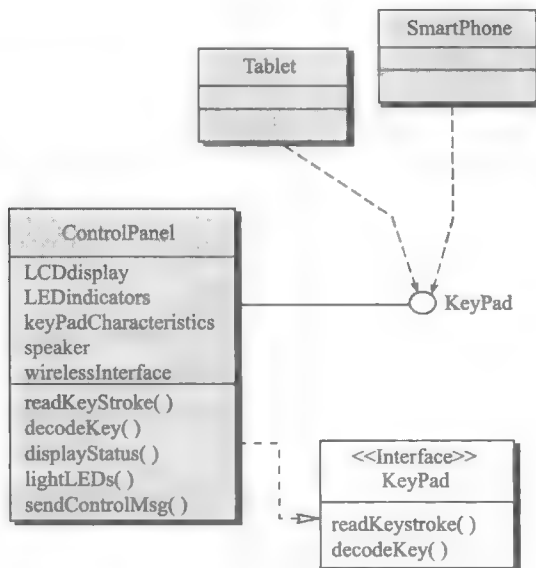 SmartPhone
Tablet
ControlPanel
LCDdisplay
LEDindicators
keyPadCharacteristics
speaker
wirelessInterface
readKeyStroke( )
decodeKey( )
displayStatus( )
lightLEDs( )
sendControlMsg( )
KeyPad
<<Interface>>
KeyPad
readKeystroke( )
decodeKey( )